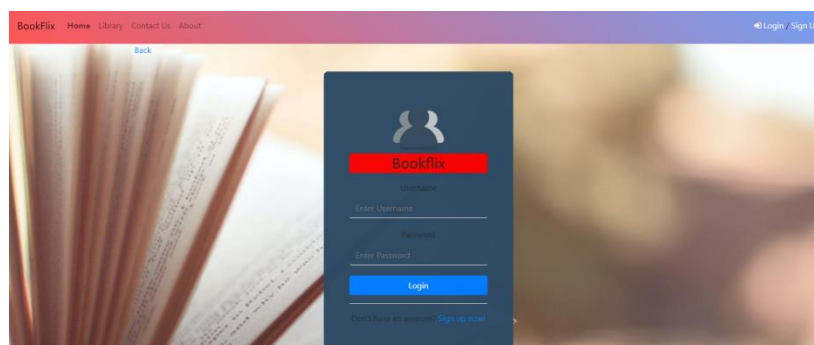 BookFlix Home Library Contact Us About Login / Sign U
Back
Bookflix
Username
Enter Username
Password
Enter Password
Login
Don't have an account? Sign up now!